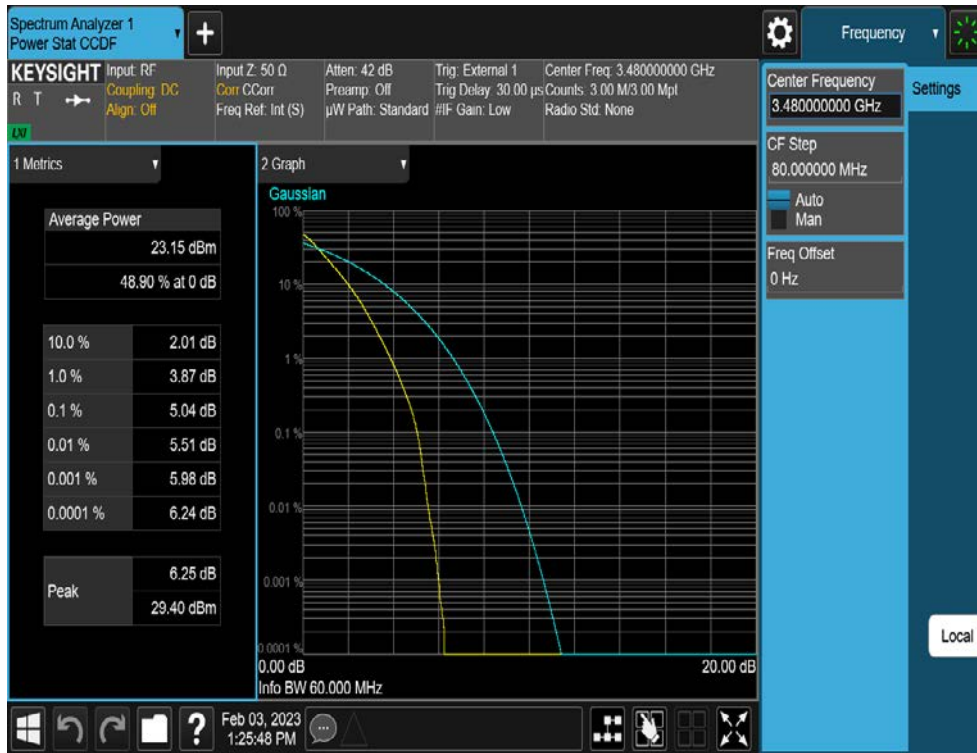 Spectrum Analyzer 1
Power Stat CCDF
+
Frequency
KEYSIGHT
R T
LXI
Input: RF
Coupling: DC
Align: Off
Input Z: 50 Ω
Corr CCorr
Freq Ref: Int (S)
Atten: 42 dB
Preamp: Off
µW Path: Standard
Trig: External 1
Trig Delay: 30.00 µs
#IF Gain: Low
Center Freq: 3.480000000 GHz
Counts: 3.00 M/3.00 Mpt
Radio Std: None
Center Frequency
3.480000000 GHz
Settings
CF Step
80.000000 MHz
Auto
Man
Freq Offset
0 Hz
1 Metrics
Average Power
23.15 dBm
48.90 % at 0 dB
10.0 % 2.01 dB
1.0 % 3.87 dB
0.1 % 5.04 dB
0.01 % 5.51 dB
0.001 % 5.98 dB
0.0001 % 6.24 dB
Peak
6.25 dB
29.40 dBm
2 Graph
Gaussian
100 %
10 %
1 %
0.1 %
0.01 %
0.001 %
0.0001 %
0.00 dB 20.00 dB
Info BW 60.000 MHz
Local
?
Feb 03, 2023
1:25:48 PM